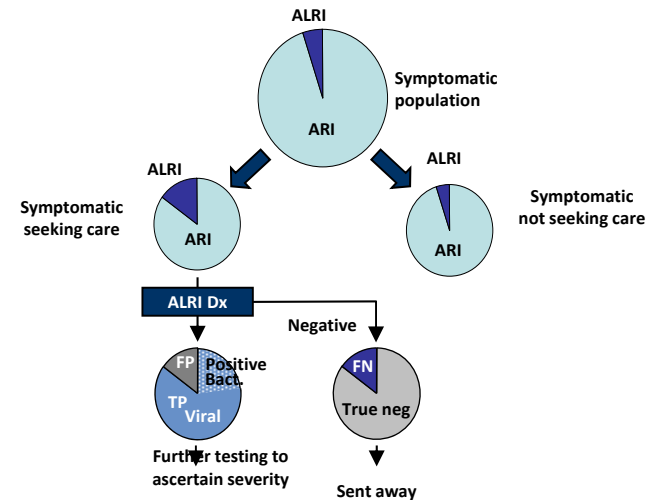 ALRI
Symptomatic
population
ARI
ALRI
ALRI
Symptomatic
seeking care
ARI
Symptomatic
not seeking care
ARI
ALRI Dx
Negative
FP
Positive
Bact.
TP
Viral
FN
True neg
Further testing to
ascertain severity
Sent away